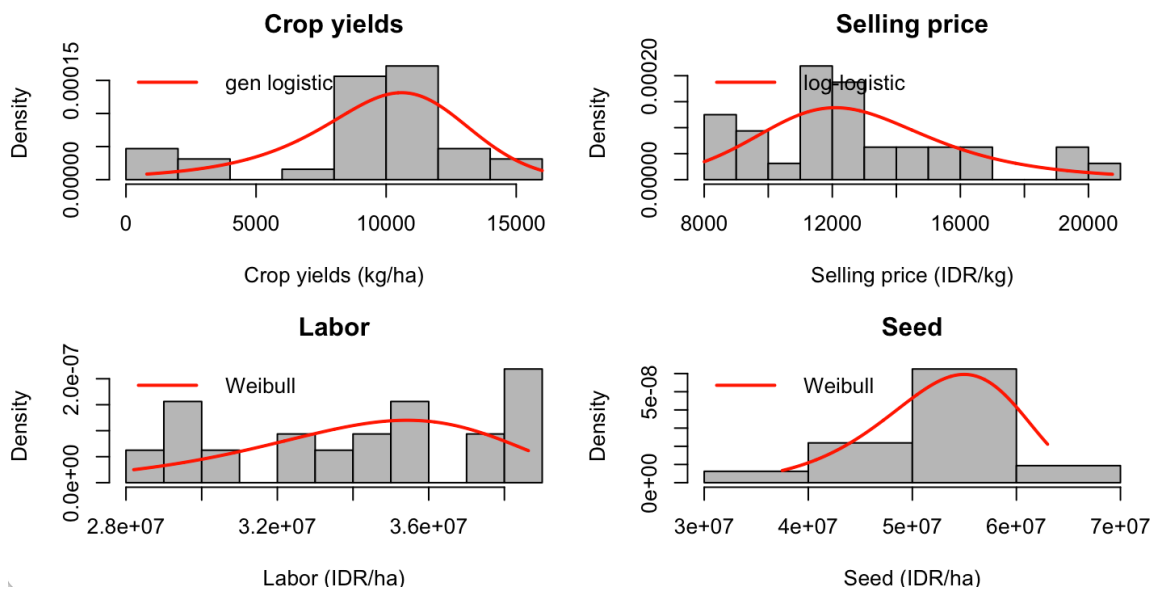 Crop yields
Density
0.00000
0.00015
gen logistic
0
5000
10000
15000
Crop yields (kg/ha)
Selling price
Density
0.00000
0.00020
log-logistic
8000
12000
16000
20000
Selling price (IDR/kg)
Labor
Density
0.0e+00
2.0e-07
Weibull
2.8e+07
3.2e+07
3.6e+07
Labor (IDR/ha)
Seed
Density
0e+00
5e-08
Weibull
3e+07
4e+07
5e+07
6e+07
7e+07
Seed (IDR/ha)